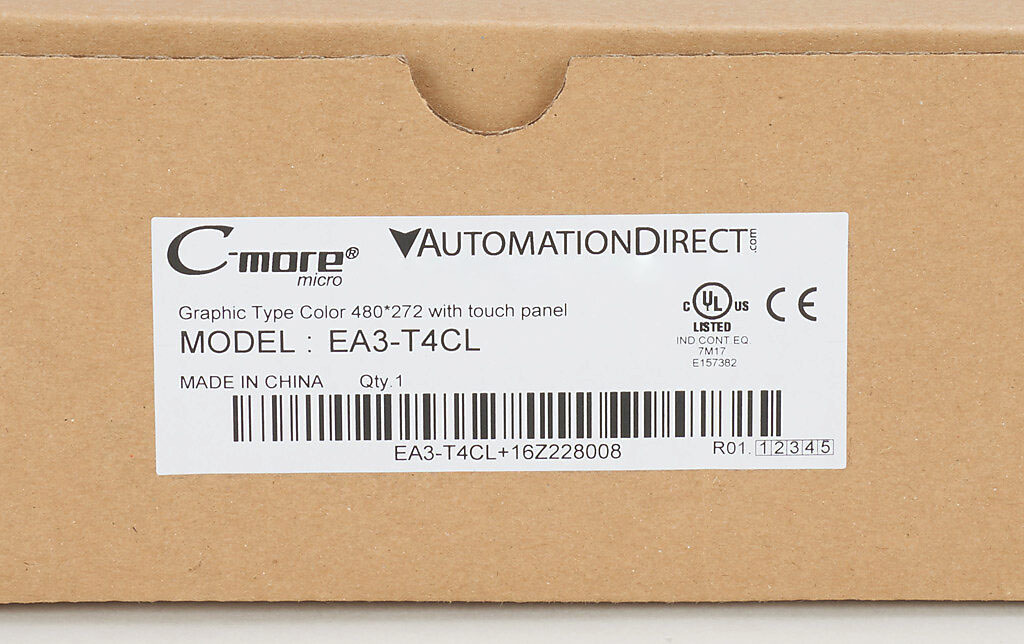 C-more®
micro
AUTOMATIONDIRECT.com
Graphic Type Color 480*272 with touch panel
MODEL : EA3-T4CL
C UL US
LISTED
IND CONT EQ.
7M17
E157382
CE
MADE IN CHINA Qty.1
EA3-T4CL+16Z228008
R01. 12345